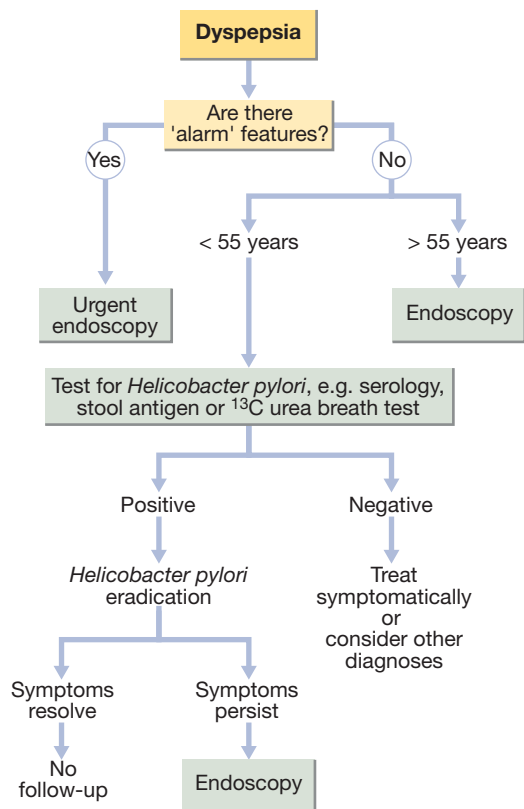 Dyspepsia
Are there
'alarm' features?
Yes
No
< 55 years
> 55 years
Urgent
endoscopy
Endoscopy
Test for Helicobacter pylori, e.g. serology,
stool antigen or ¹³C urea breath test
Positive
Negative
Helicobacter pylori
eradication
Treat
symptomatically
or
consider other
diagnoses
Symptoms
resolve
Symptoms
persist
No
follow-up
Endoscopy